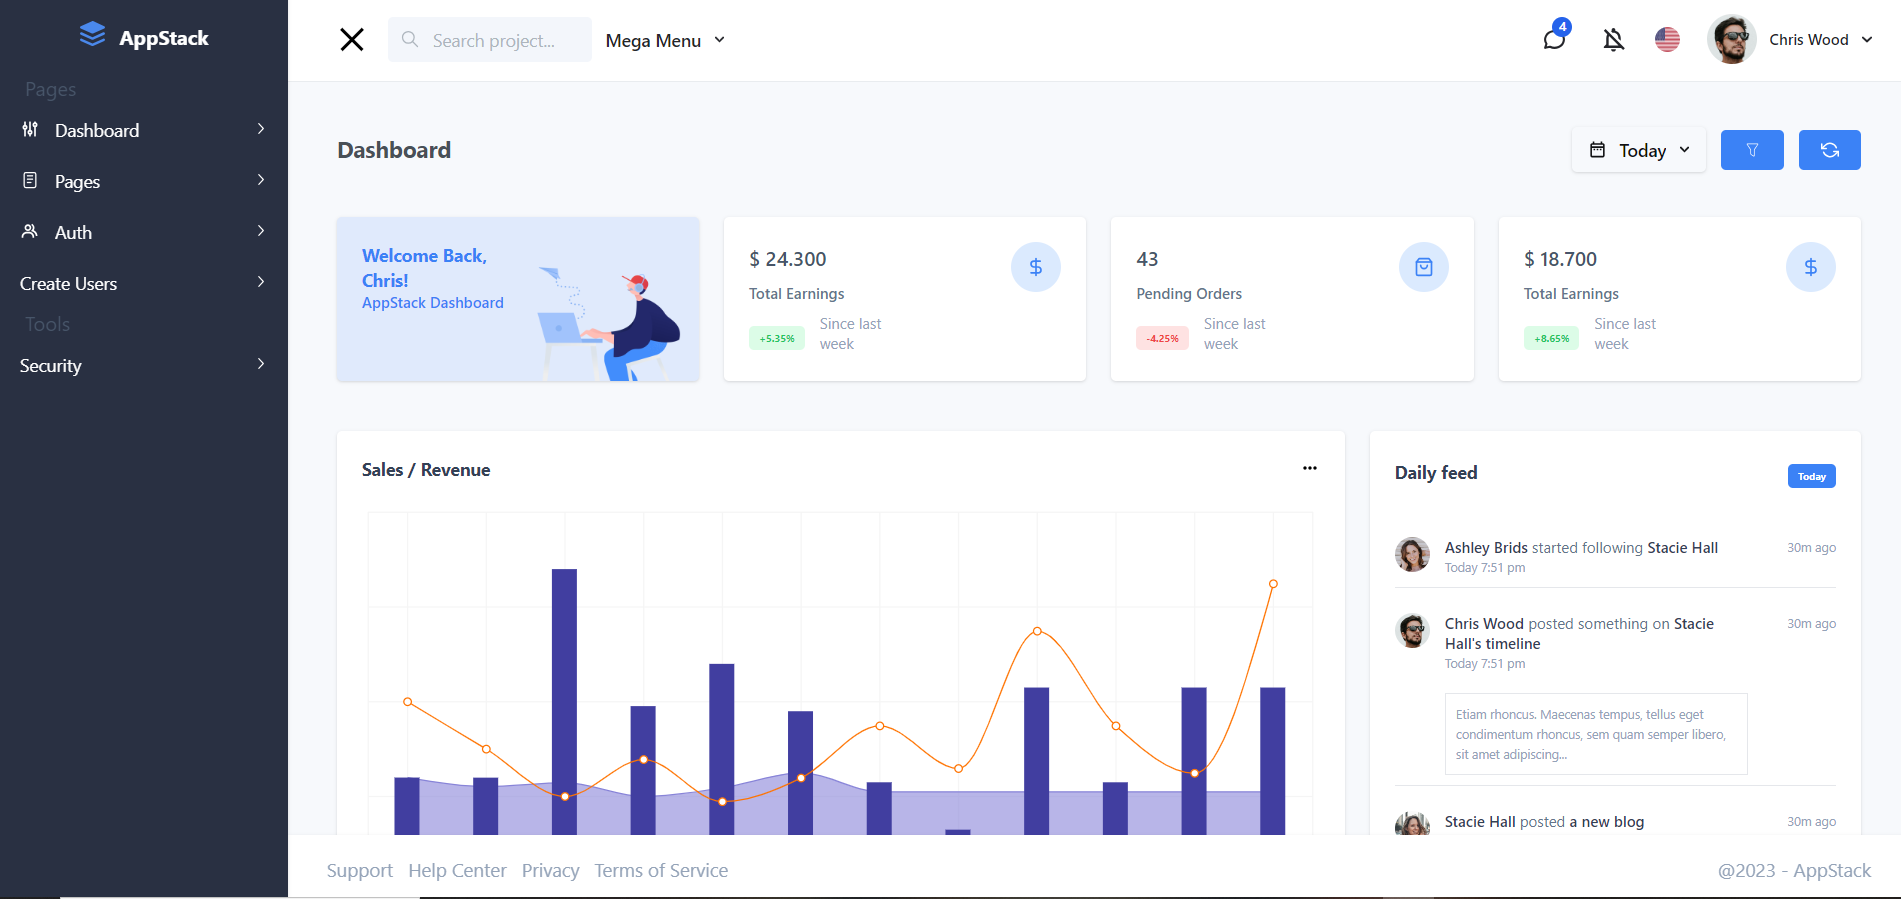 AppStack
Pages
Dashboard
Pages
Auth
Create Users
Tools
Security
Search project...
Mega Menu
4
Chris Wood
Dashboard
Today
Welcome Back,
Chris!
AppStack Dashboard
$ 24.300
Total Earnings
+5.35%
Since last
week
43
Pending Orders
-4.25%
Since last
week
$ 18.700
Total Earnings
+8.65%
Since last
week
Sales / Revenue
Daily feed
Today
Ashley Brids started following Stacie Hall
30m ago
Today 7:51 pm
Chris Wood posted something on Stacie
Hall's timeline
30m ago
Today 7:51 pm
Etiam rhoncus. Maecenas tempus, tellus eget
condimentum rhoncus, sem quam semper libero,
sit amet adipiscing...
Stacie Hall posted a new blog
30m ago
Support Help Center Privacy Terms of Service
@2023 - AppStack